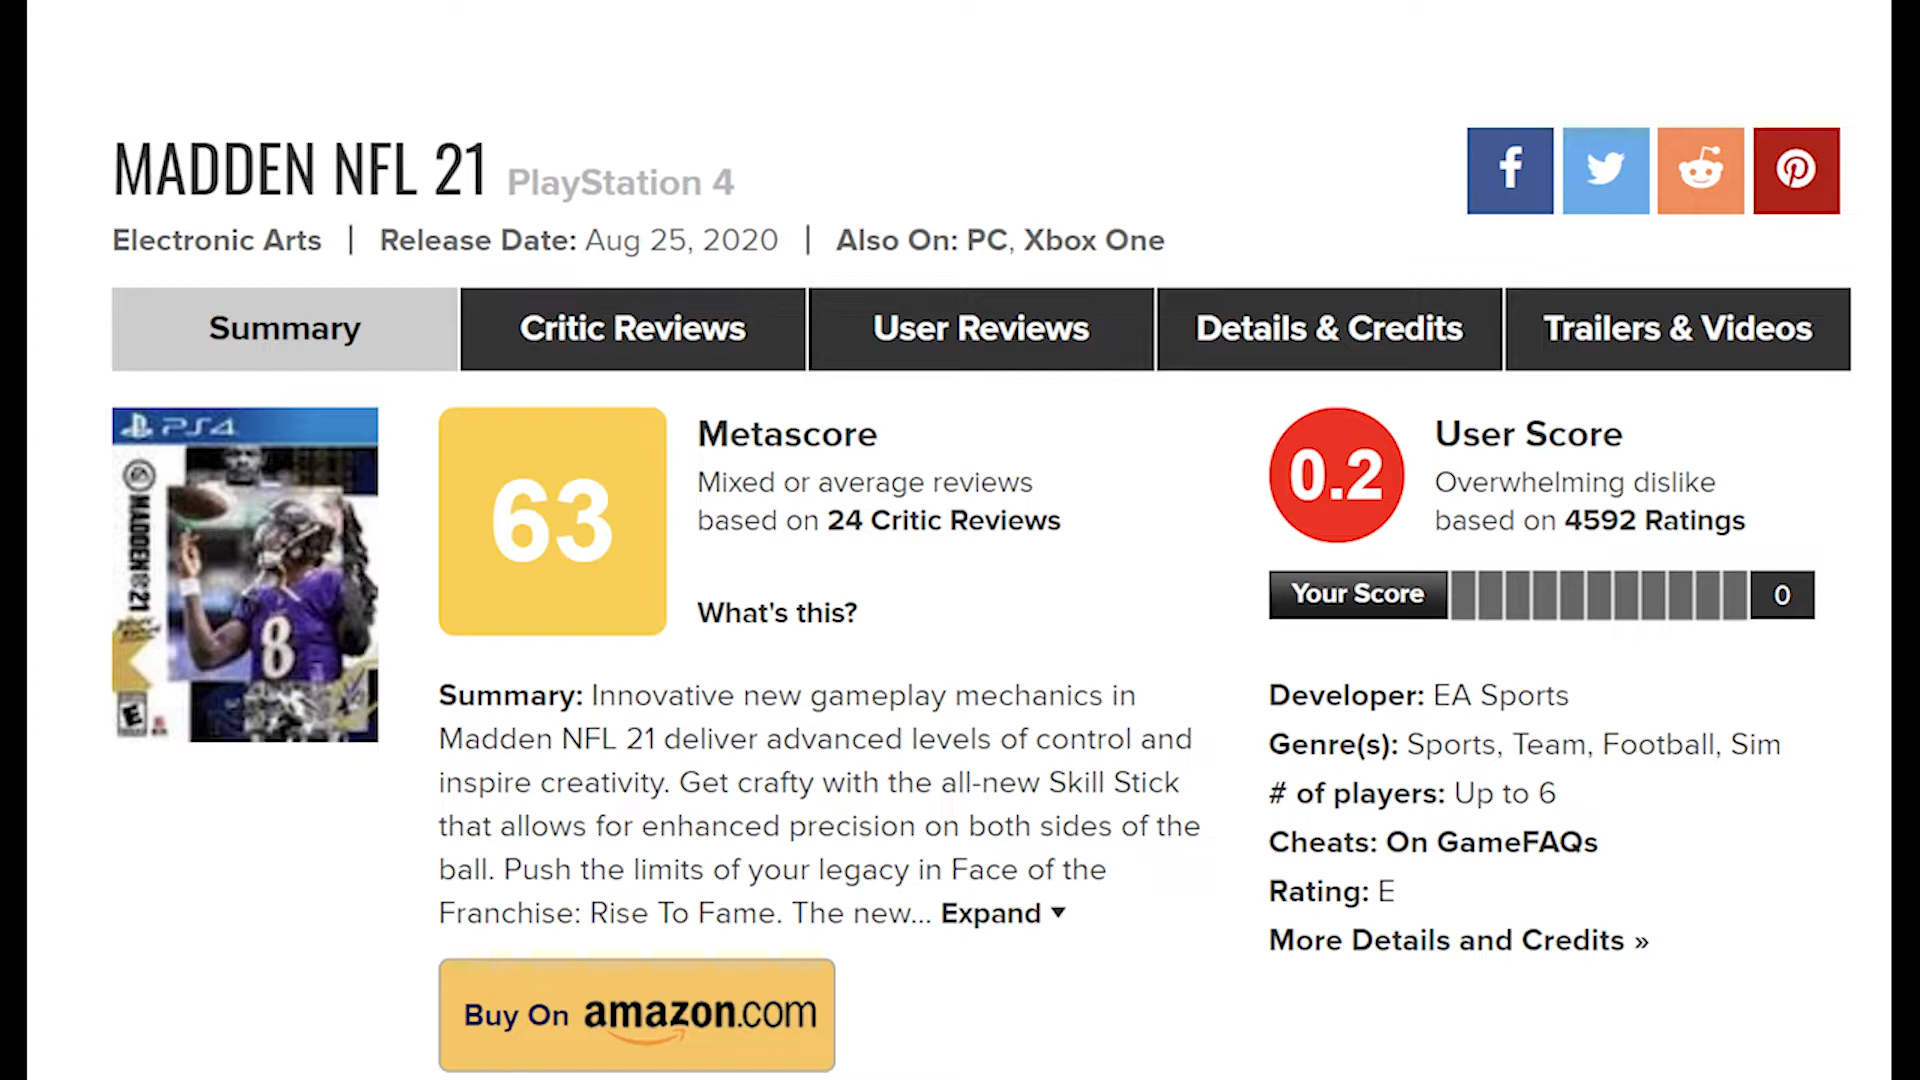 MADDEN NFL 21 PlayStation 4
Electronic Arts | Release Date: Aug 25, 2020 | Also On: PC, Xbox One
Summary
Critic Reviews
User Reviews
Details & Credits
Trailers & Videos
PS4
MADDEN 21
8
E
63
Metascore
Mixed or average reviews
based on 24 Critic Reviews
What's this?
0.2
User Score
Overwhelming dislike
based on 4592 Ratings
Your Score
0
Summary: Innovative new gameplay mechanics in
Madden NFL 21 deliver advanced levels of control and
inspire creativity. Get crafty with the all-new Skill Stick
that allows for enhanced precision on both sides of the
ball. Push the limits of your legacy in Face of the
Franchise: Rise To Fame. The new... Expand ▼
Buy On amazon.com
Developer: EA Sports
Genre(s): Sports, Team, Football, Sim
# of players: Up to 6
Cheats: On GameFAQs
Rating: E
More Details and Credits »